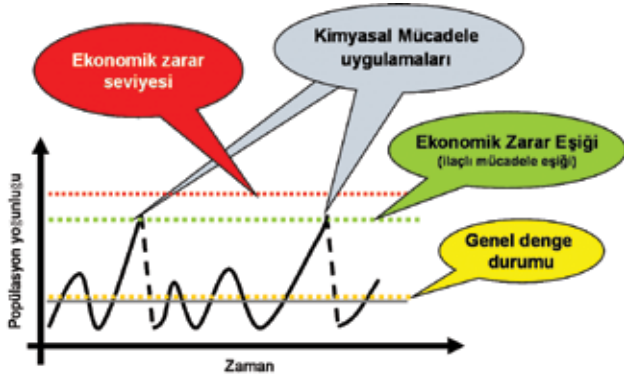 Ekonomik zarar
seviyesi
Kimyasal Mücadele
uygulamaları
Ekonomik Zarar Eşiği
(ilaçlı mücadele eşiği)
Genel denge
durumu
Popülasyon yoğunluğu
Zaman